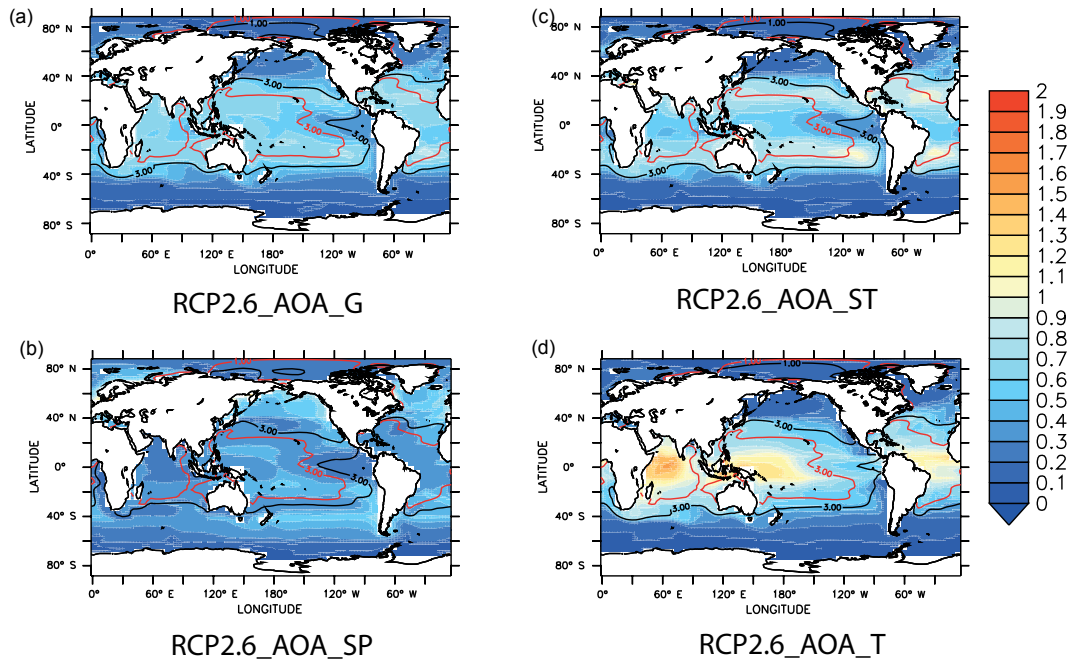 (a)
80° N
40° N
0°
40° S
80° S
LATITUDE
1.00
3.00
3.00
3.00
3.00
0°
60° E
120° E
180° E
120° W
60° W
LONGITUDE
RCP2.6_AOA_G
(c)
80° N
40° N
0°
40° S
80° S
LATITUDE
1.00
3.00
3.00
3.00
3.00
0°
60° E
120° E
180° E
120° W
60° W
LONGITUDE
RCP2.6_AOA_ST
(b)
80° N
40° N
0°
40° S
80° S
LATITUDE
3.00
3.00
3.00
3.00
0°
60° E
120° E
180° E
120° W
60° W
LONGITUDE
RCP2.6_AOA_SP
(d)
80° N
40° N
0°
40° S
80° S
LATITUDE
1.00
3.00
3.00
3.00
3.00
0°
60° E
120° E
180° E
120° W
60° W
LONGITUDE
RCP2.6_AOA_T
2
1.9
1.8
1.7
1.6
1.5
1.4
1.3
1.2
1.1
1
0.9
0.8
0.7
0.6
0.5
0.4
0.3
0.2
0.1
0